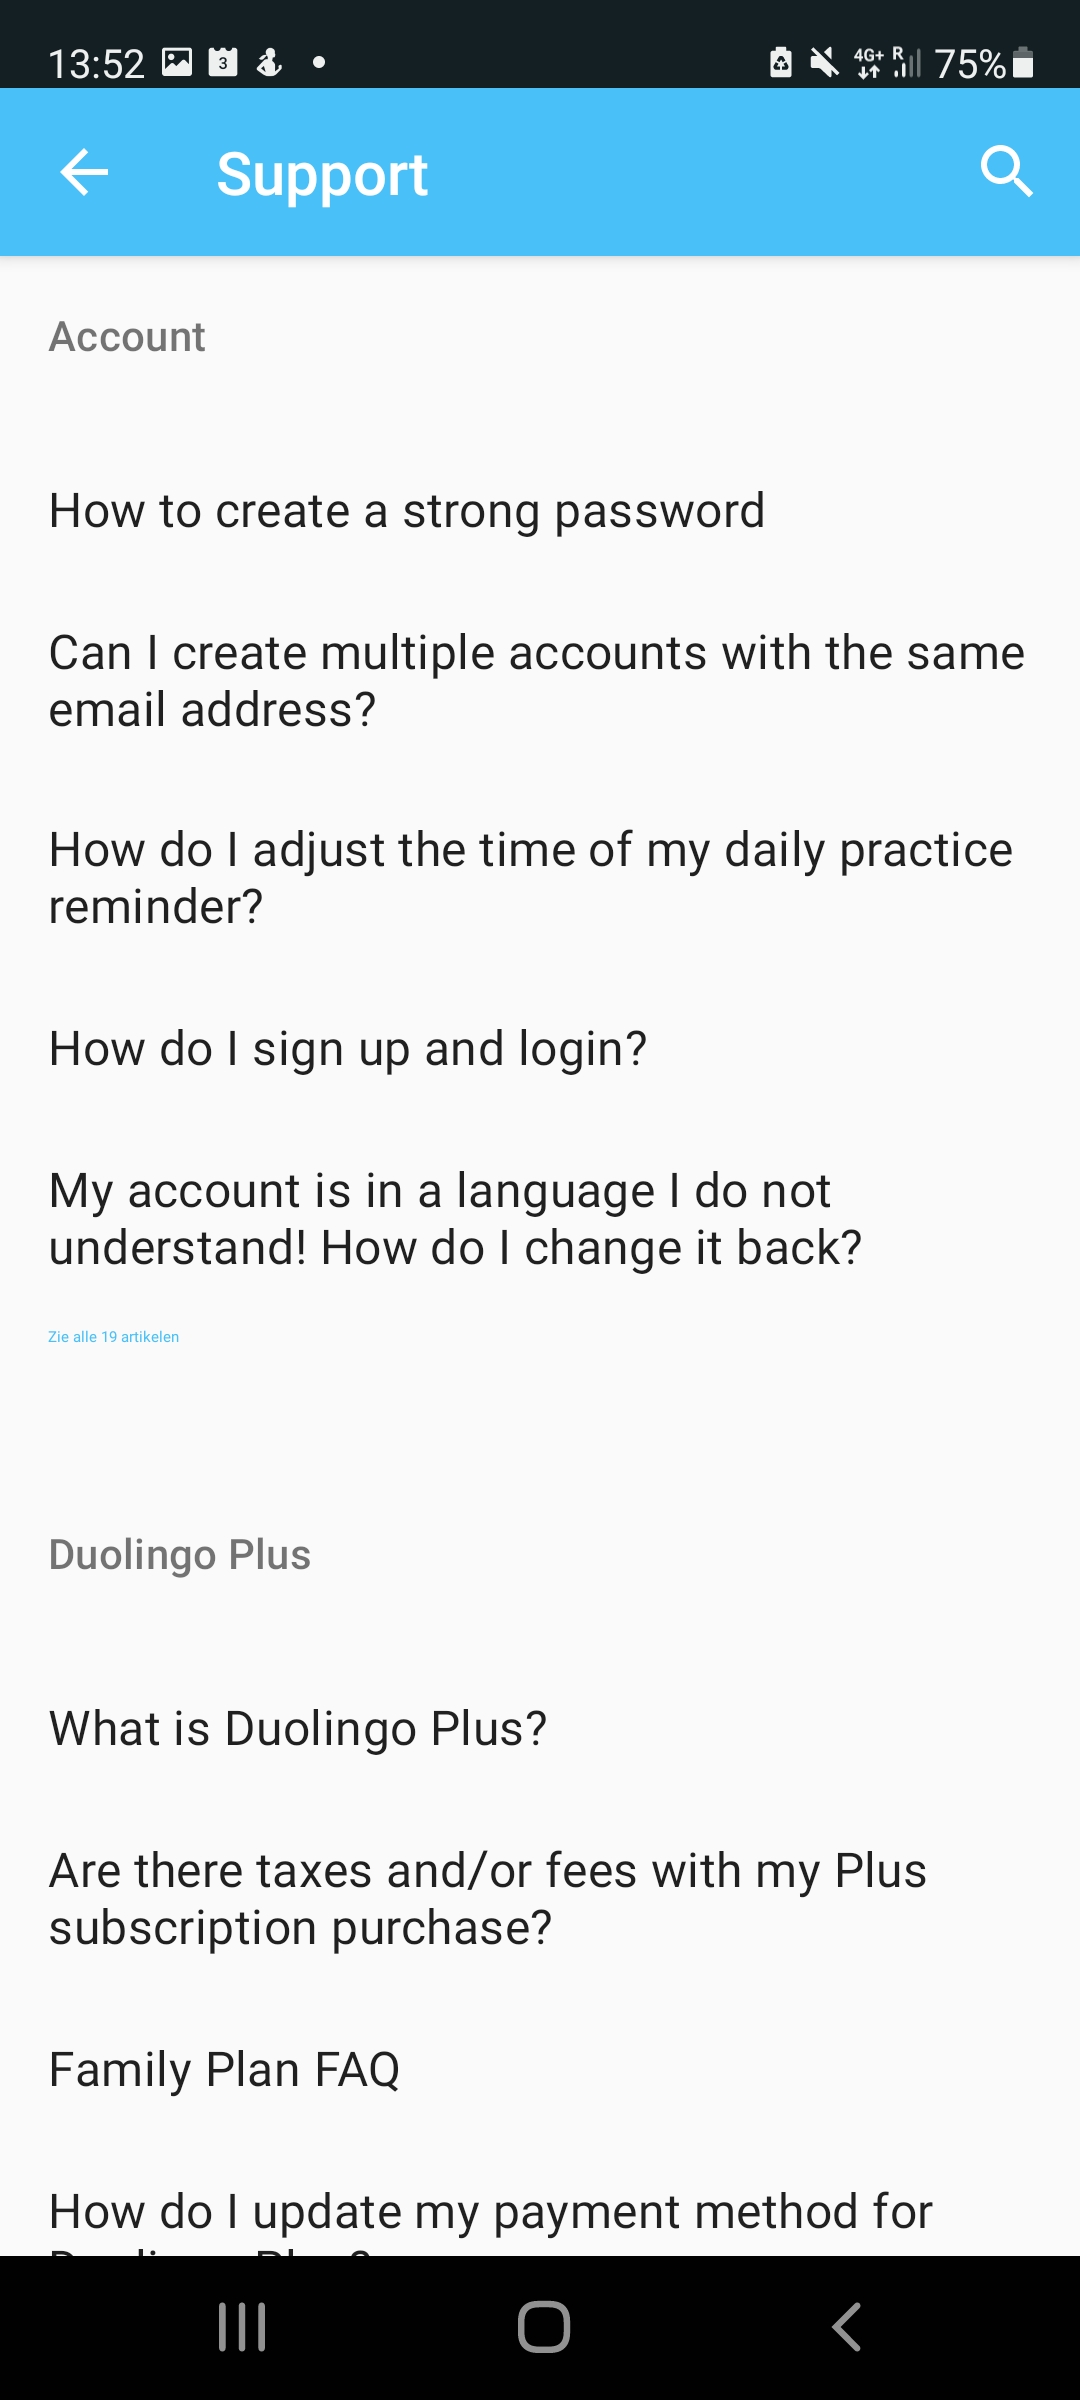 13:52 3 4G+ R 75%
Support
Account
How to create a strong password
Can I create multiple accounts with the same
email address?
How do I adjust the time of my daily practice
reminder?
How do I sign up and login?
My account is in a language I do not
understand! How do I change it back?
Zie alle 19 artikelen
Duolingo Plus
What is Duolingo Plus?
Are there taxes and/or fees with my Plus
subscription purchase?
Family Plan FAQ
How do I update my payment method for
Duolingo Plus?